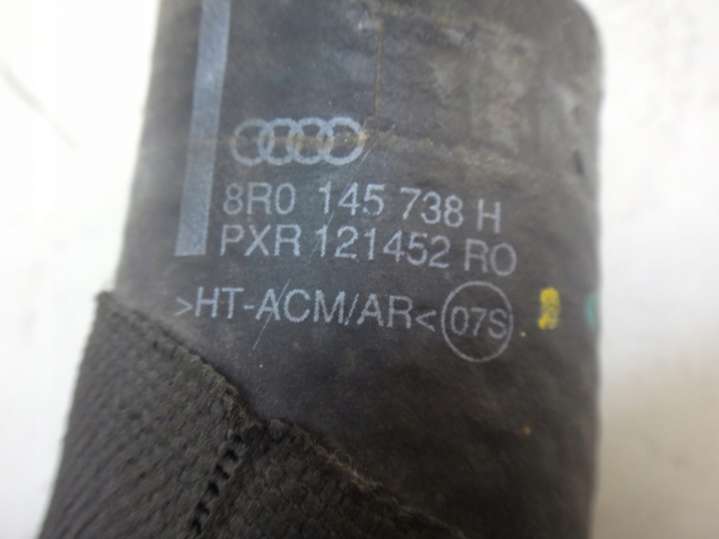 8R0 145 738 H
PXR 121452 RO
>HT-ACM/AR< 07S